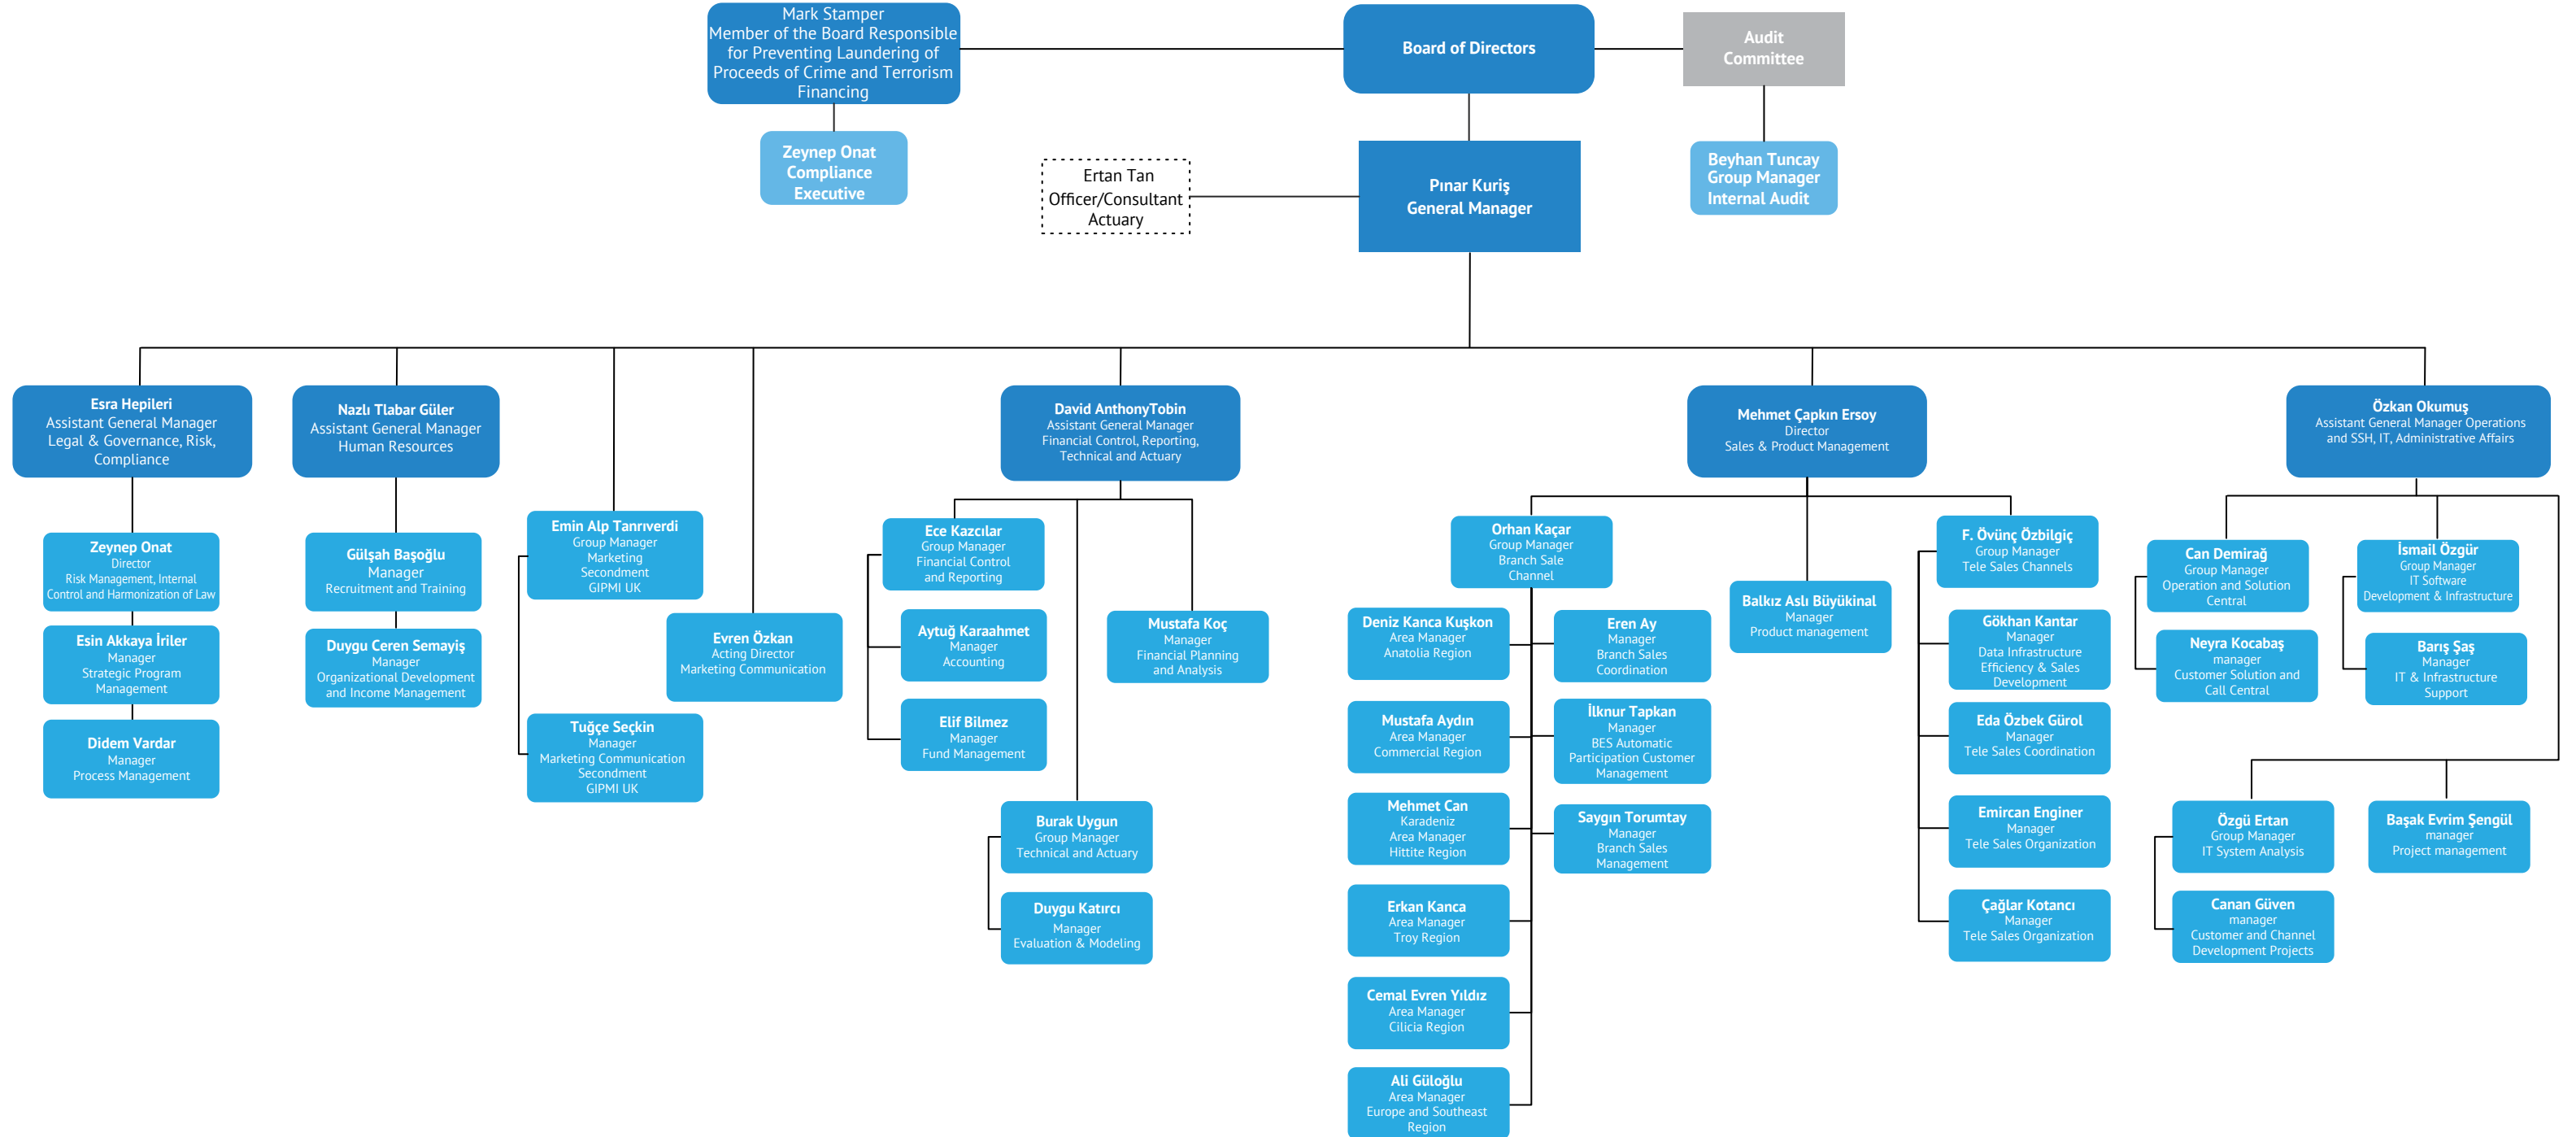 Mark Stamper
Member of the Board Responsible
for Preventing Laundering of
Proceeds of Crime and Terrorism
Financing
Board of Directors
Audit
Committee
Zeynep Onat
Compliance
Executive
Ertan Tan
Officer/Consultant
Actuary
Pınar Kuriş
General Manager
Beyhan Tuncay
Group Manager
Internal Audit
Esra Hepileri
Assistant General Manager
Legal & Governance, Risk,
Compliance
Nazlı Tlabar Güler
Assistant General Manager
Human Resources
David AnthonyTobin
Assistant General Manager
Financial Control, Reporting,
Technical and Actuary
Mehmet Çapkın Ersoy
Director
Sales & Product Management
Özkan Okumuş
Assistant General Manager Operations
and SSH, IT, Administrative Affairs
Zeynep Onat
Director
Risk Management, Internal
Control and Harmonization of Law
Esin Akkaya İriler
Manager
Strategic Program
Management
Didem Vardar
Manager
Process Management
Gülşah Başoğlu
Manager
Recruitment and Training
Duygu Ceren Semayiş
Manager
Organizational Development
and Income Management
Emin Alp Tanrıverdi
Group Manager
Marketing
Secondment
GIPMI UK
Tuğçe Seçkin
Manager
Marketing Communication
Secondment
GIPMI UK
Evren Özkan
Acting Director
Marketing Communication
Ece Kazcılar
Group Manager
Financial Control
and Reporting
Aytuğ Karaahmet
Manager
Accounting
Elif Bilmez
Manager
Fund Management
Burak Uygun
Group Manager
Technical and Actuary
Duygu Katırcı
Manager
Evaluation & Modeling
Mustafa Koç
Manager
Financial Planning
and Analysis
Orhan Kaçar
Group Manager
Branch Sale
Channel
Deniz Kanca Kuşkon
Area Manager
Anatolia Region
Mustafa Aydın
Area Manager
Commercial Region
Mehmet Can
Karadeniz
Area Manager
Hittite Region
Erkan Kanca
Area Manager
Troy Region
Cemal Evren Yıldız
Area Manager
Cilicia Region
Ali Güloğlu
Area Manager
Europe and Southeast
Region
Eren Ay
Manager
Branch Sales
Coordination
İlknur Tapkan
Manager
BES Automatic
Participation Customer
Management
Saygın Torumtay
Manager
Branch Sales
Management
Balkız Aslı Büyükinal
Manager
Product management
F. Övünç Özbilgiç
Group Manager
Tele Sales Channels
Gökhan Kantar
Manager
Data Infrastructure
Efficiency & Sales
Development
Eda Özbek Gürol
Manager
Tele Sales Coordination
Emircan Enginer
Manager
Tele Sales Organization
Çağlar Kotancı
Manager
Tele Sales Organization
Can Demirağ
Group Manager
Operation and Solution
Central
Neyra Kocabaş
manager
Customer Solution and
Call Central
İsmail Özgür
Group Manager
IT Software
Development & Infrastructure
Barış Şaş
Manager
IT & Infrastructure
Support
Özgü Ertan
Group Manager
IT System Analysis
Canan Güven
manager
Customer and Channel
Development Projects
Başak Evrim Şengül
manager
Project management